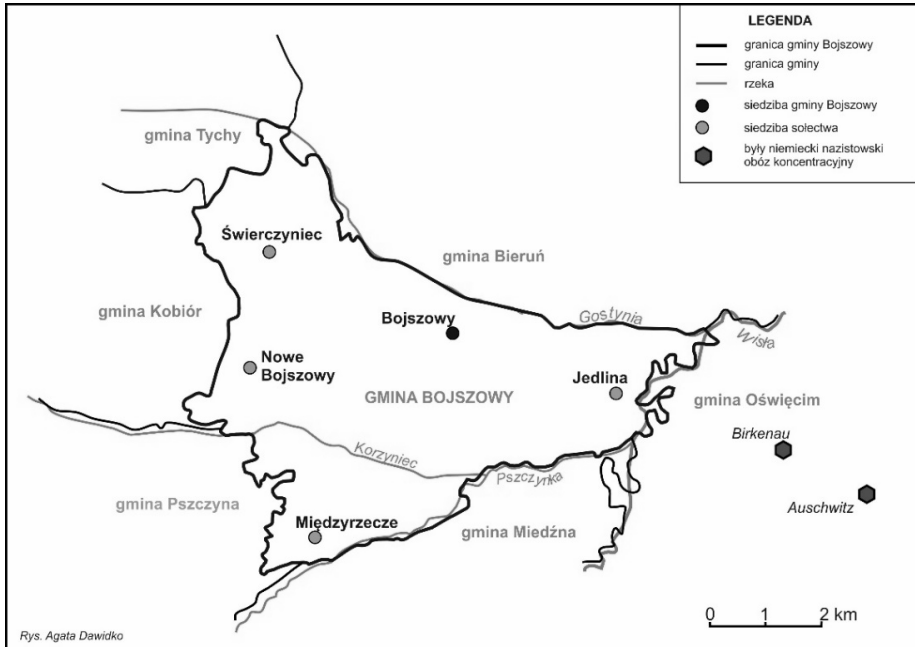 LEGENDA
granica gminy Bojszowy
granica gminy
rzeka
siedziba gminy Bojszowy
siedziba sołectwa
były niemiecki nazistowski
obóz koncentracyjny
gmina Tychy
Świerczyniec
gmina Bieruń
gmina Kobiór
Bojszowy
Gostynia
Wisła
Nowe
Bojszowy
Jedlina
GMINA BOJSZOWY
gmina Oświęcim
Birkenau
Korzyniec
Pszczynka
gmina Pszczyna
Auschwitz
Międzyrzecze
gmina Miedźna
0 1 2 km
Rys. Agata Dawidko